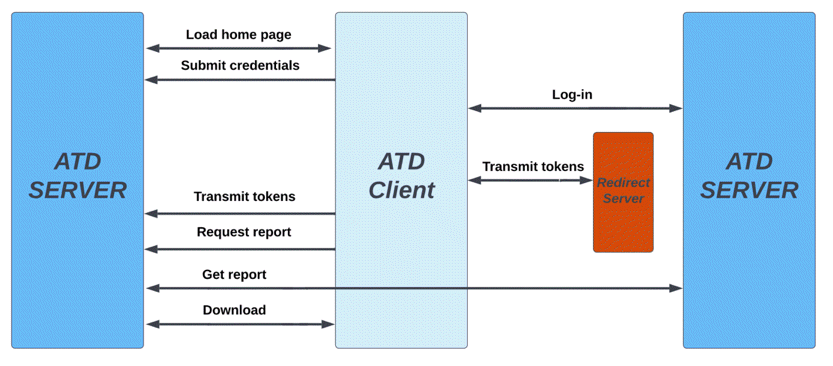 Load home page
Submit credentials
Log-in
ATD
SERVER
ATD
Client
Transmit tokens
Redirect
Server
ATD
SERVER
Transmit tokens
Request report
Get report
Download